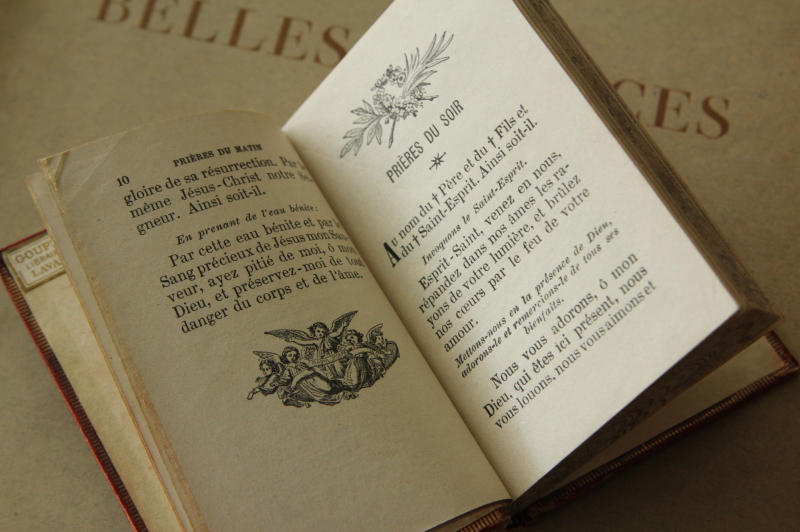 BELLES
CES
GOUP
LAVA
10
PRIÈRES DU MATIN
gloire de sa résurrection. Par
même Jésus-Christ notre
gneur. Ainsi soit-il.
En prenant de l'eau bénite:
Par cette eau bénite et par
Sang précieux de Jésus mon Sau-
veur, ayez pitié de moi, ô mon
Dieu, et préservez-moi de tout
danger du corps et de l'âme.
PRIÈRES DU SOIR
Au nom du † Père et du † Fils et
du † Saint-Esprit. Ainsi soit-il.
Invoquons le Saint-Esprit.
Esprit-Saint, venez en nous,
répandez dans nos âmes les ra-
yons de votre lumière, et brûlez
nos cœurs par le feu de votre
amour.
Mettons-nous en la présence de Dieu,
adorons-le et remercions-le de tous ses
bienfaits.
Nous vous adorons, ô mon
Dieu, qui êtes ici présent, nous
vous louons, nous vous aimons et